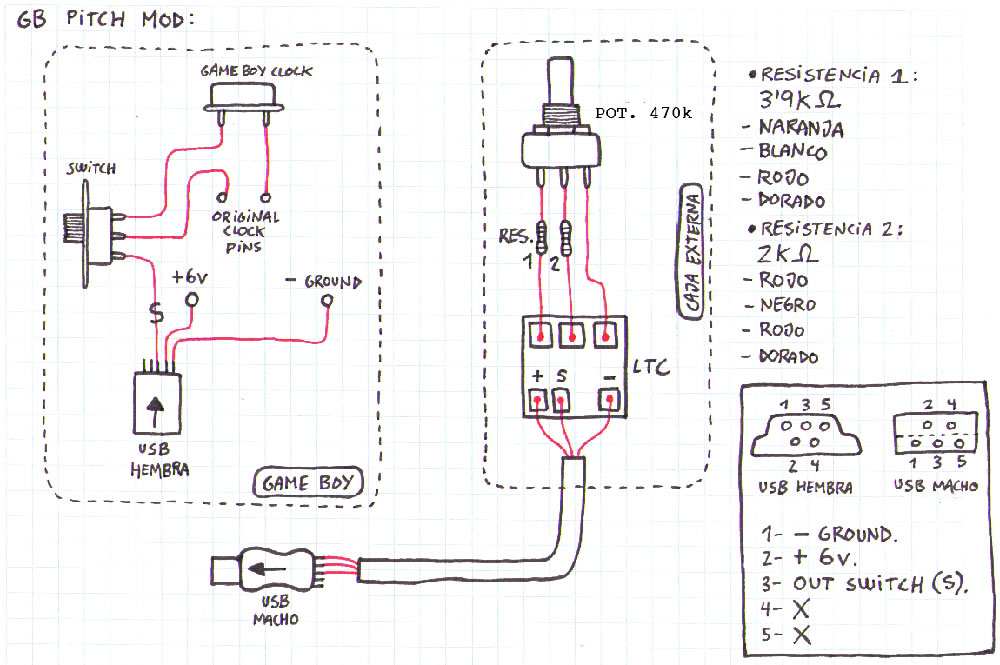 GB PITCH MOD:
GAME BOY CLOCK
SWITCH
ORIGINAL
CLOCK
PINS
+6V
- GROUND
S
USB
HEMBRA
GAME BOY
POT. 470k
RES.
1 2
CAJA EXTERNA
LTC
+ S -
USB
MACHO
• RESISTENCIA 1:
3'9K Ω
- NARANJA
- BLANCO
- ROJO
- DORADO
• RESISTENCIA 2:
2K Ω
- ROJO
- NEGRO
- ROJO
- DORADO
1 3 5
2 4
USB HEMBRA
2 4
1 3 5
USB MACHO
1- - GROUND.
2- + 6V.
3- OUT SWITCH (S).
4- X
5- X